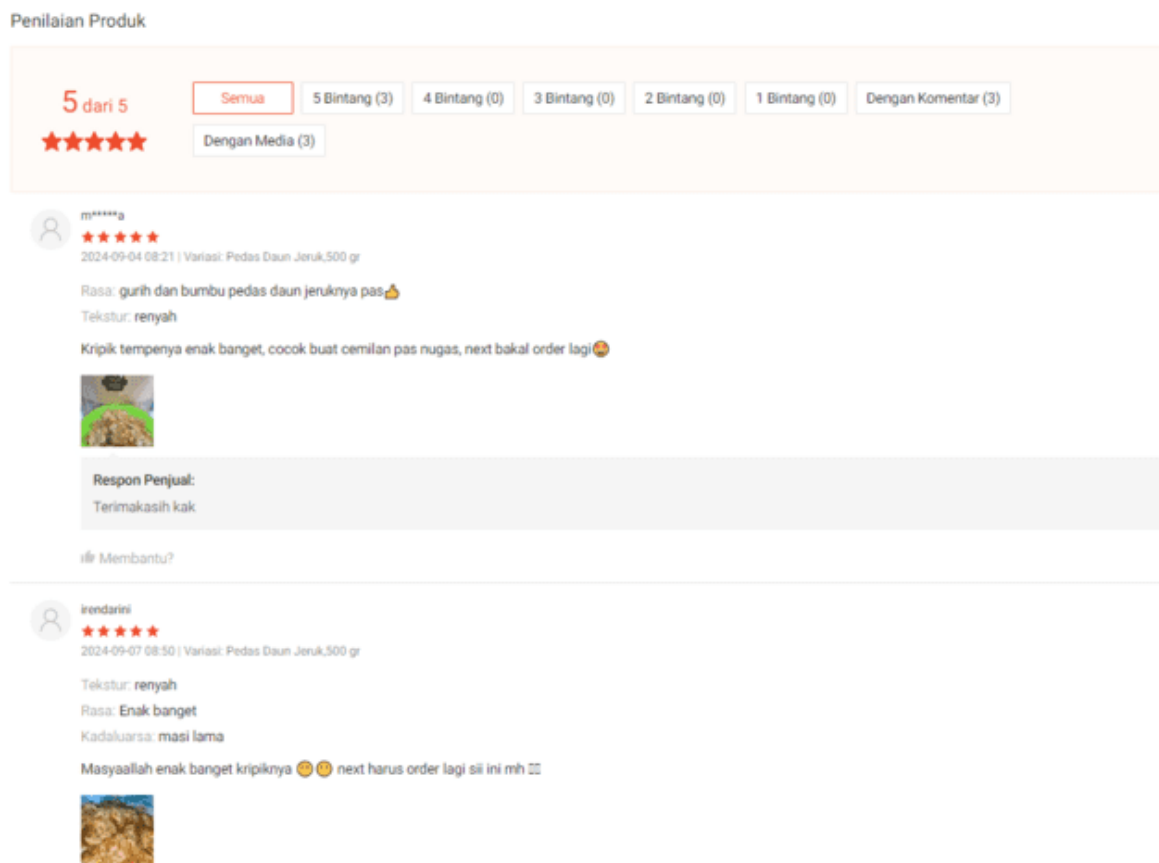 Penilaian Produk
5 dari 5
Semua
5 Bintang (3)
4 Bintang (0)
3 Bintang (0)
2 Bintang (0)
1 Bintang (0)
Dengan Komentar (3)
Dengan Media (3)
m*****a
2024-09-04 08:21 | Variasi: Pedas Daun Jeruk,500 gr
Rasa: gurih dan bumbu pedas daun jeruknya pas👍
Tekstur: renyah
Kripik tempenya enak banget, cocok buat cemilan pas nugas, next bakal order lagi🤩
Respon Penjual:
Terimakasih kak
Membantu?
irendarini
2024-09-07 08:50 | Variasi: Pedas Daun Jeruk,500 gr
Tekstur: renyah
Rasa: Enak banget
Kadaluarsa: masi lama
Masyaallah enak banget kripiknya next harus order lagi sii ini mh